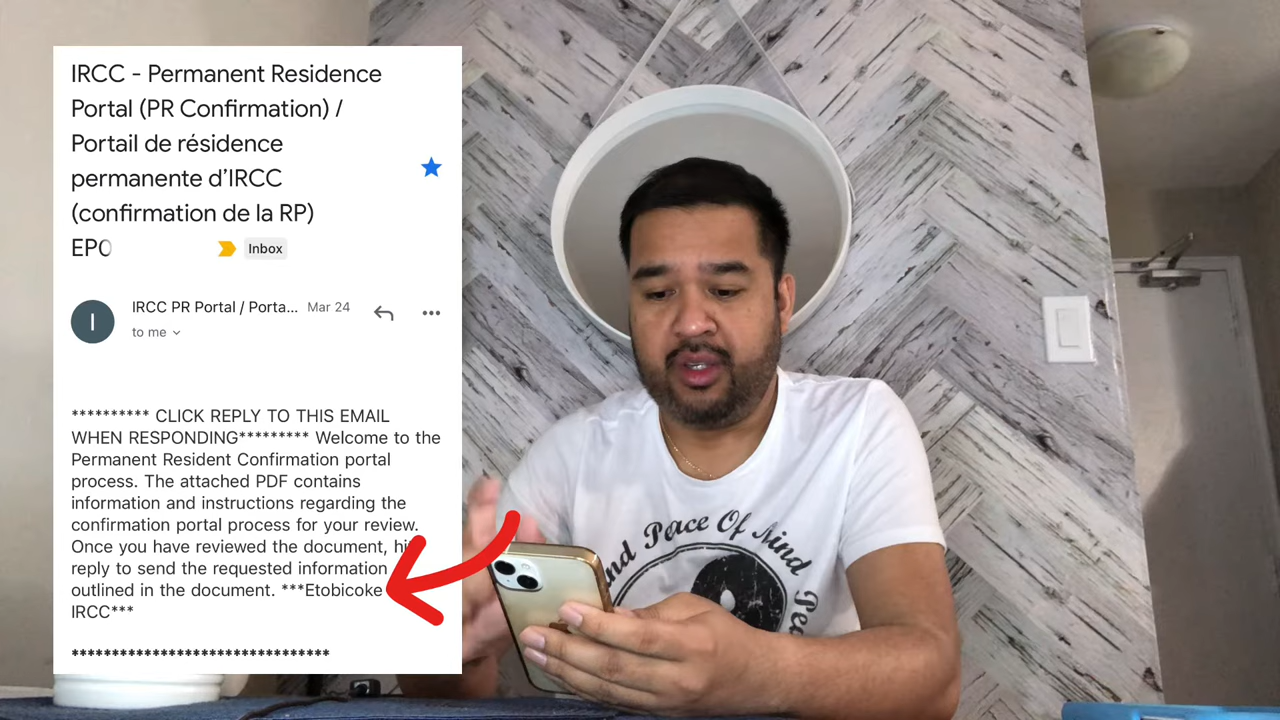 IRCC - Permanent Residence
Portal (PR Confirmation) /
Portail de résidence
permanente d'IRCC
(confirmation de la RP)
EP0
Inbox
I
IRCC PR Portal / Porta...
Mar 24
to me
********** CLICK REPLY TO THIS EMAIL
WHEN RESPONDING********* Welcome to the
Permanent Resident Confirmation portal
process. The attached PDF contains
information and instructions regarding the
confirmation portal process for your review.
Once you have reviewed the document,
reply to send the requested information
outlined in the document. ***Etobicoke
IRCC***
********************************
Peace Of Mind